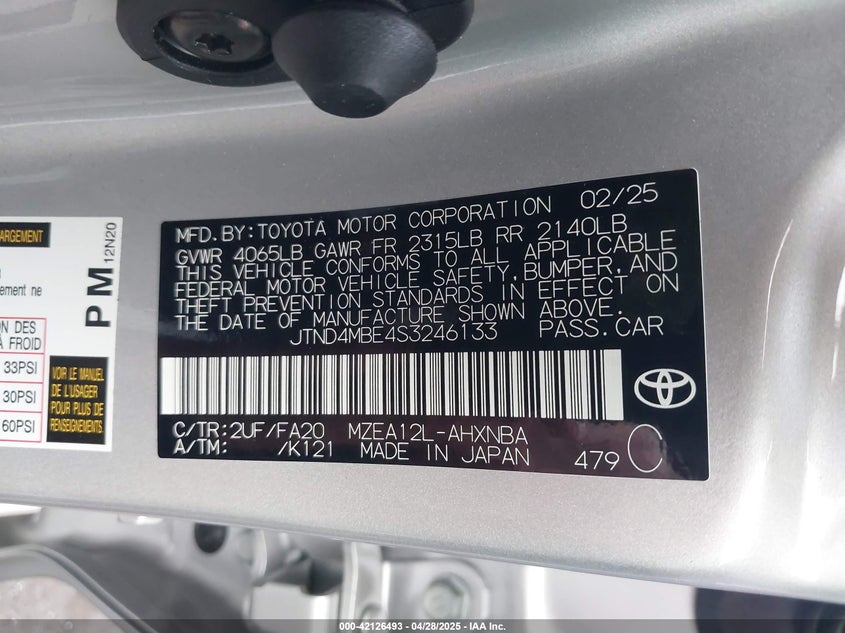 MFD. BY: TOYOTA MOTOR CORPORATION 02/25
GVWR 4065LB GAWR FR 2315LB RR 2140LB
THIS VEHICLE CONFORMS TO ALL APPLICABLE
FEDERAL MOTOR VEHICLE SAFETY, BUMPER, AND
THEFT PREVENTION STANDARDS IN EFFECT ON
THE DATE OF MANUFACTURE SHOWN ABOVE.
JTND4MBE4S3246133 PASS. CAR
C/TR: 2UF/FA20 MZEA12L-AHXNBA
A/TM: /K121 MADE IN JAPAN 479 C
ARGEMENT
PM 12N20
ement ne
ON DES
À FROID
33PSI
30PSI
60PSI
VOIR LE MANUEL
DE L'USAGER
POUR PLUS DE
RENSEIGNEMENTS
000-42126493 - 04/28/2025 - IAA Inc.